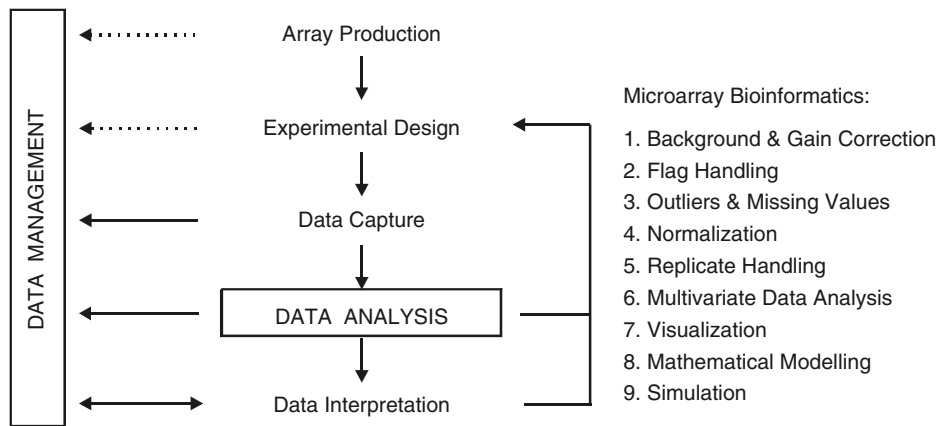 DATA MANAGEMENT
Array Production
Experimental Design
Data Capture
DATA ANALYSIS
Data Interpretation
Microarray Bioinformatics:
1. Background & Gain Correction
2. Flag Handling
3. Outliers & Missing Values
4. Normalization
5. Replicate Handling
6. Multivariate Data Analysis
7. Visualization
8. Mathematical Modelling
9. Simulation